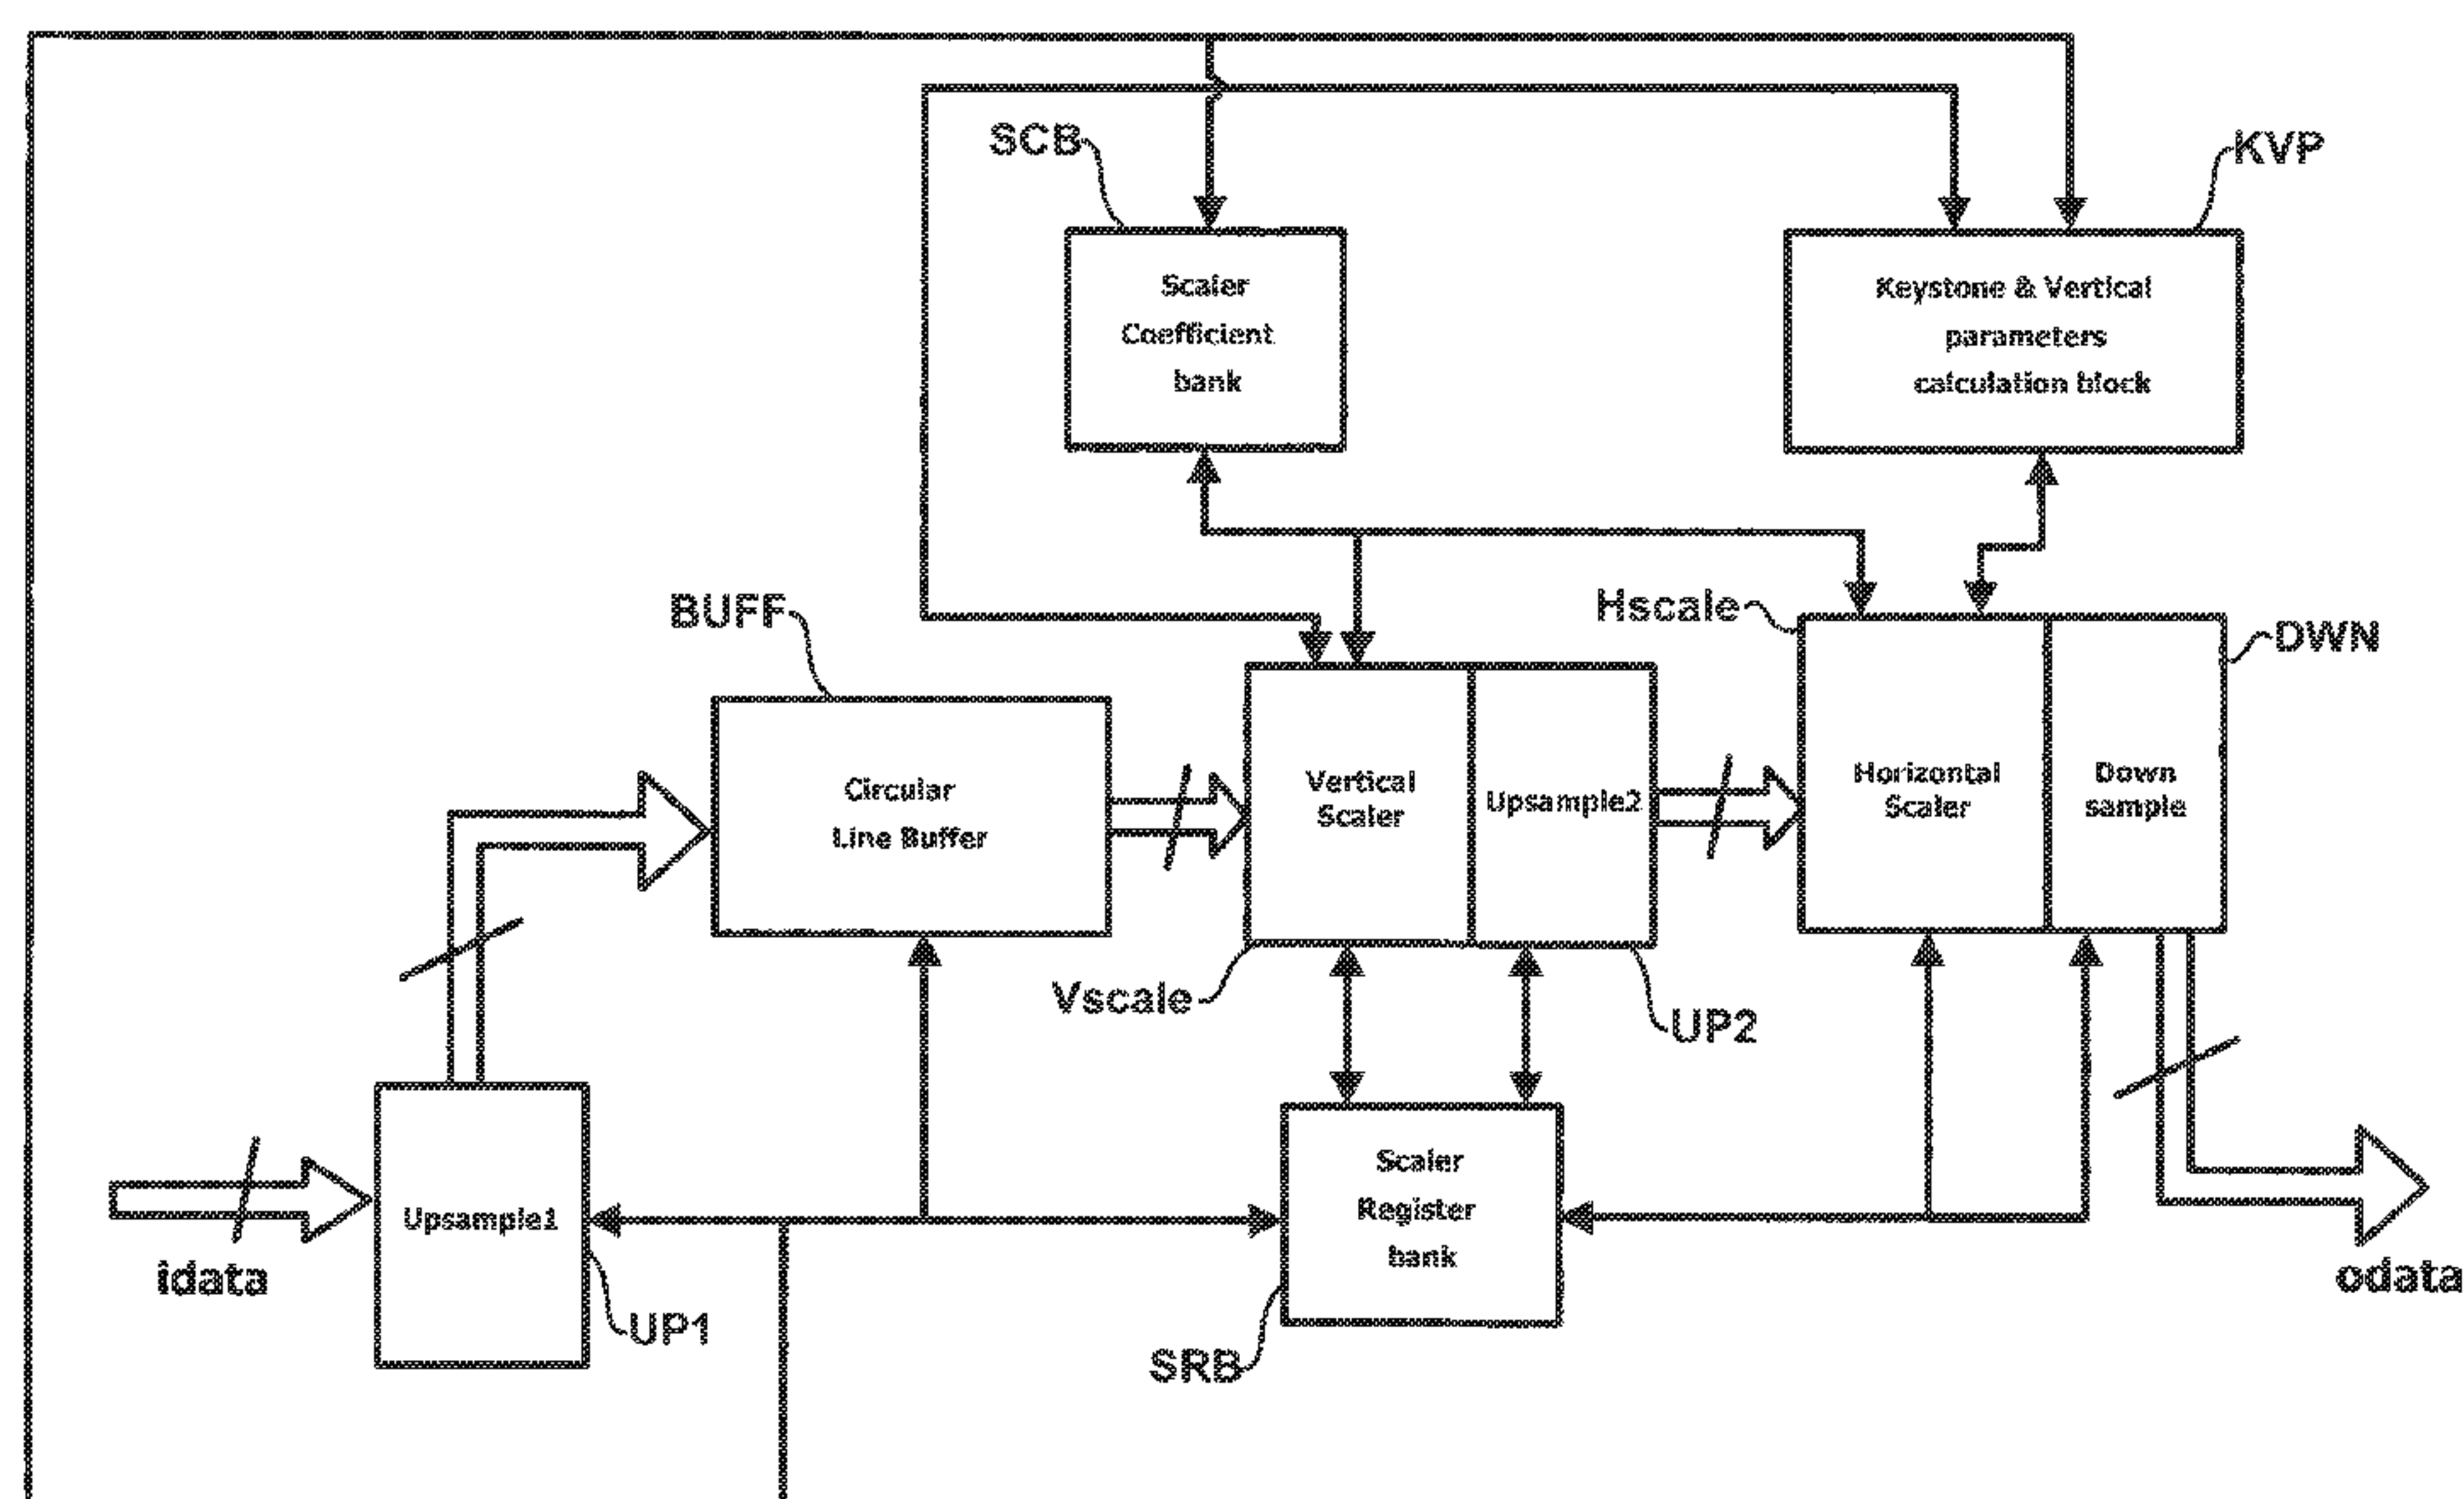 SCB
KVP
Scaler
Coefficient
bank
Keystone & Vertical
parameters
calculation block
BUFF
Hscale
DWN
Circular
Line Buffer
Vertical
Scaler
Upsample2
Horizontal
Scaler
Down
sample
Vscale
UP2
idata
Upsample1
UP1
Scaler
Register
bank
SRB
odata